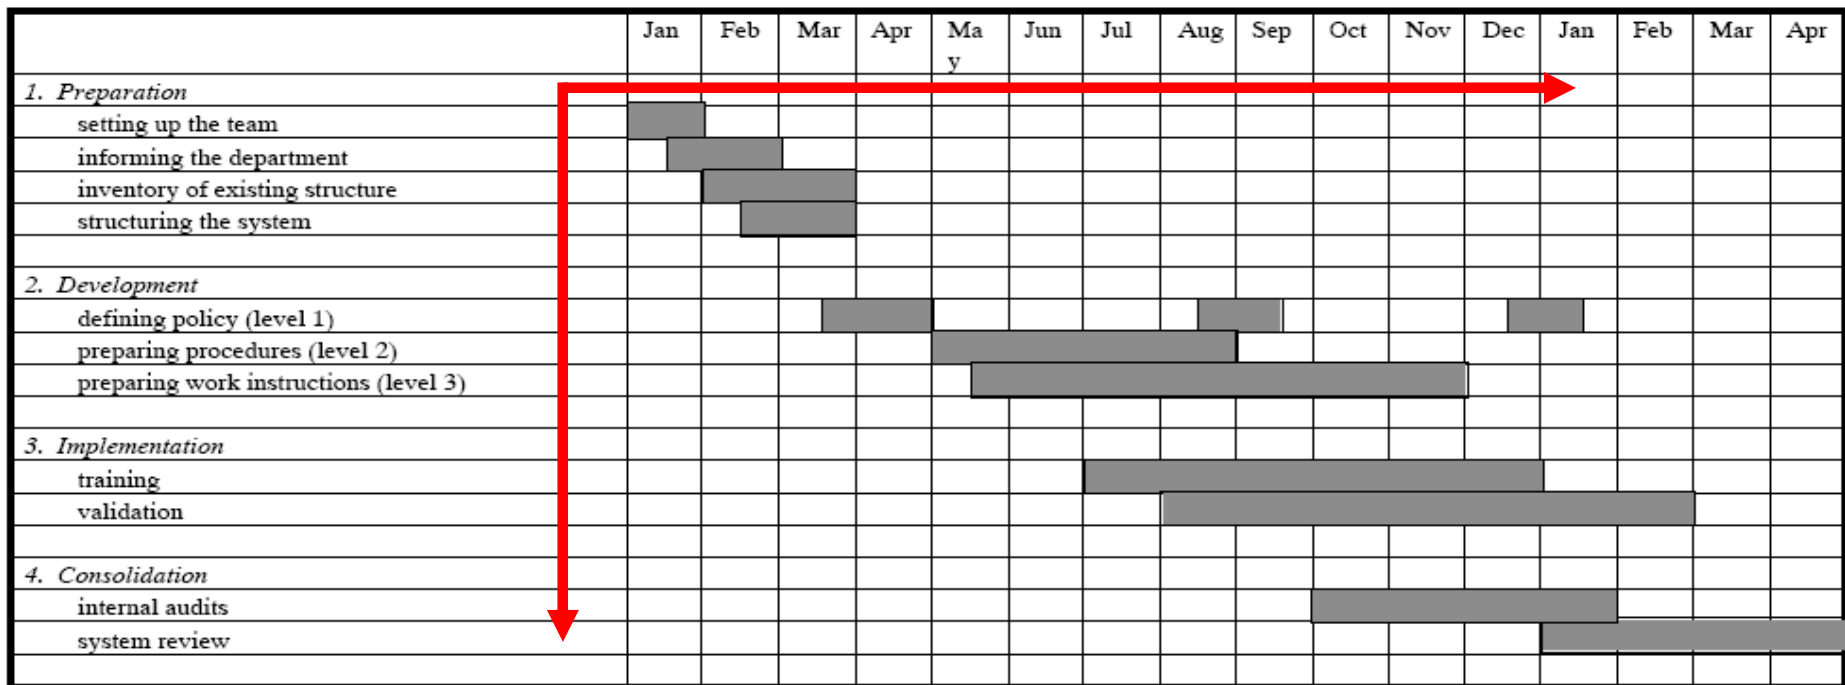 Jan Feb Mar Apr Ma Jun Jul Aug Sep Oct Nov Dec Jan Feb Mar Apr
y
1. Preparation
setting up the team
informing the department
inventory of existing structure
structuring the system
2. Development
defining policy (level 1)
preparing procedures (level 2)
preparing work instructions (level 3)
3. Implementation
training
validation
4. Consolidation
internal audits
system review